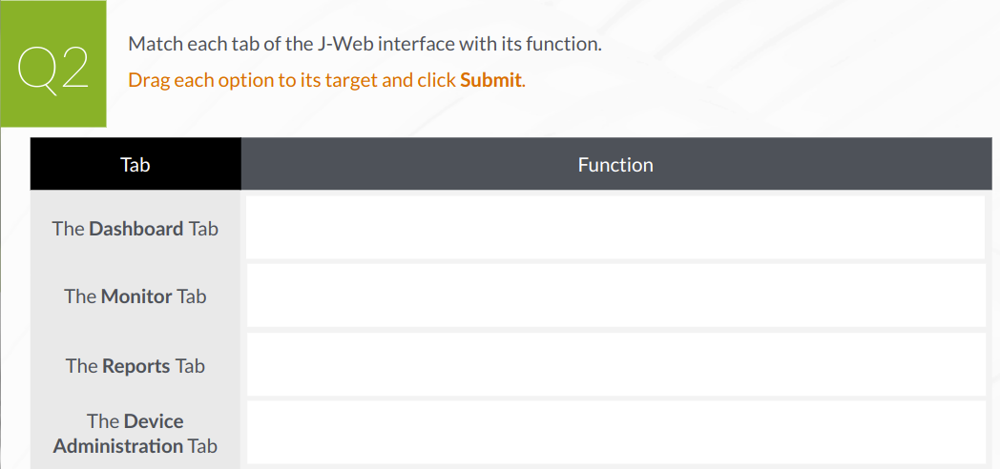 Q2
Match each tab of the J-Web interface with its function.
Drag each option to its target and click Submit.
Tab
Function
The Dashboard Tab
The Monitor Tab
The Reports Tab
The Device
Administration Tab